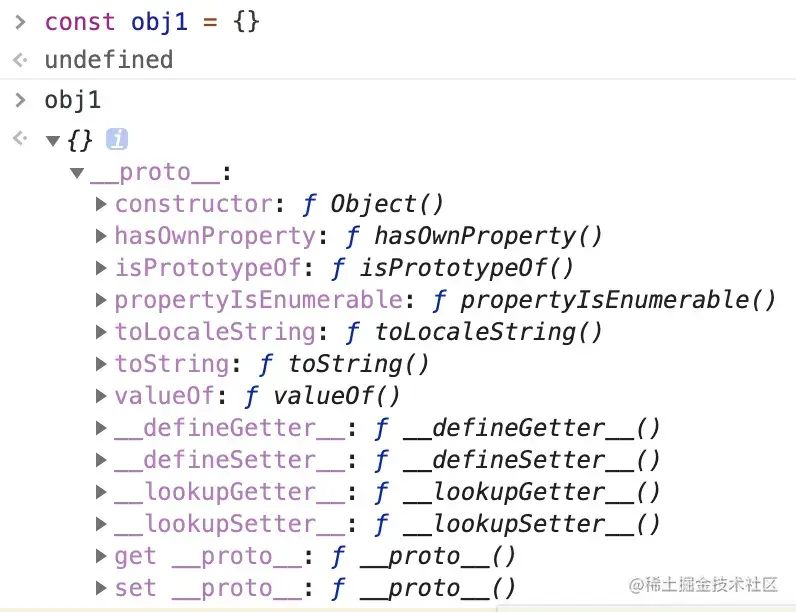 > const obj1 = {}
<· undefined
> obj1
<· ▼{} i
▼__proto__:
▶constructor: ƒ Object()
▶hasOwnProperty: ƒ hasOwnProperty()
▶isPrototypeOf: ƒ isPrototypeOf()
▶propertyIsEnumerable: ƒ propertyIsEnumerable()
▶toLocaleString: ƒ toLocaleString()
▶toString: ƒ toString()
▶valueOf: ƒ valueOf()
▶__defineGetter__: ƒ __defineGetter__()
▶__defineSetter__: ƒ __defineSetter__()
▶__lookupGetter__: ƒ __lookupGetter__()
▶__lookupSetter__: ƒ __lookupSetter__()
▶get __proto__: ƒ __proto__()
▶set __proto__: ƒ __proto__()
@稀土掘金技术社区